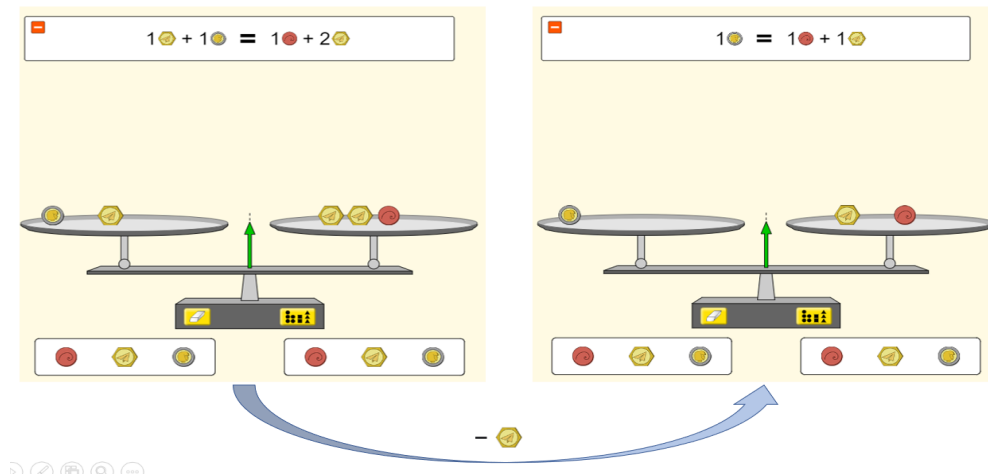 1 + 1 = 1 + 2
1 = 1 + 1
−